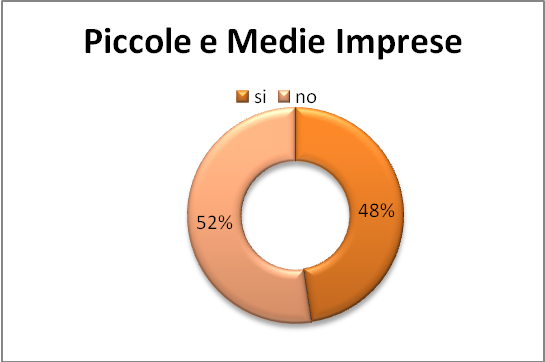 Piccole e Medie Imprese
si no
52% 48%